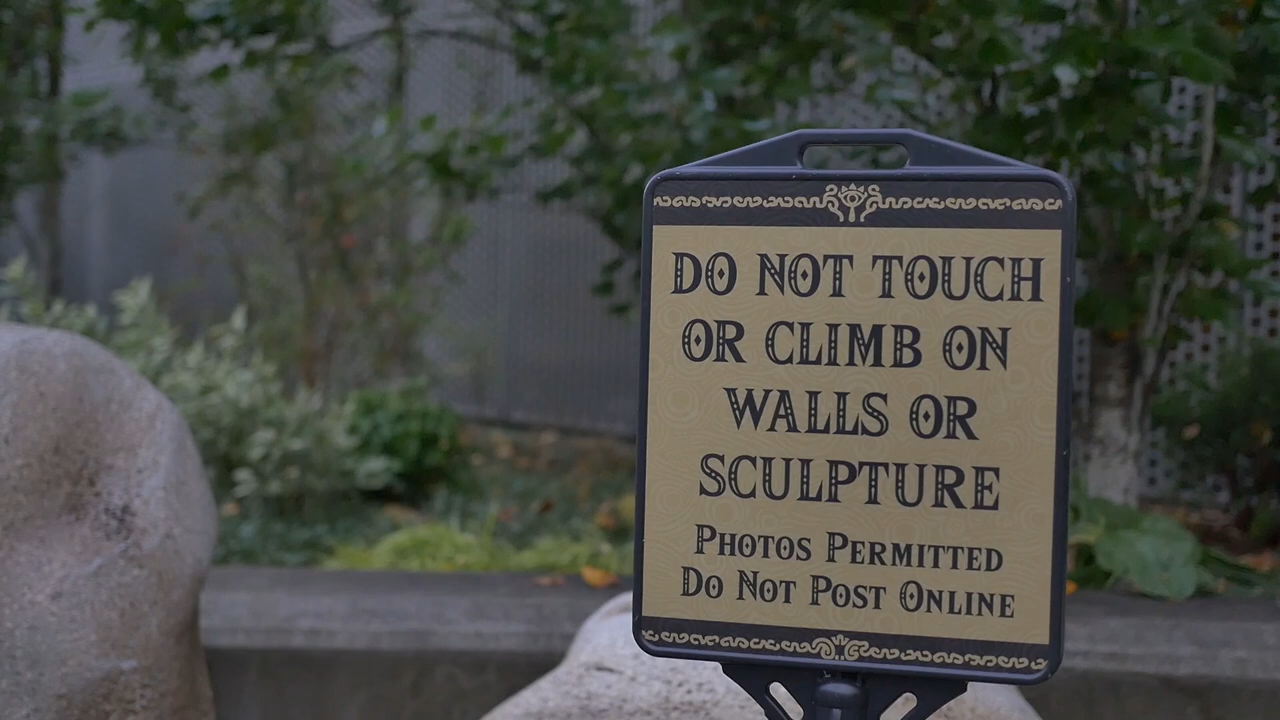 DO NOT TOUCH
OR CLIMB ON
WALLS OR
SCULPTURE
PHOTOS PERMITTED
DO NOT POST ONLINE